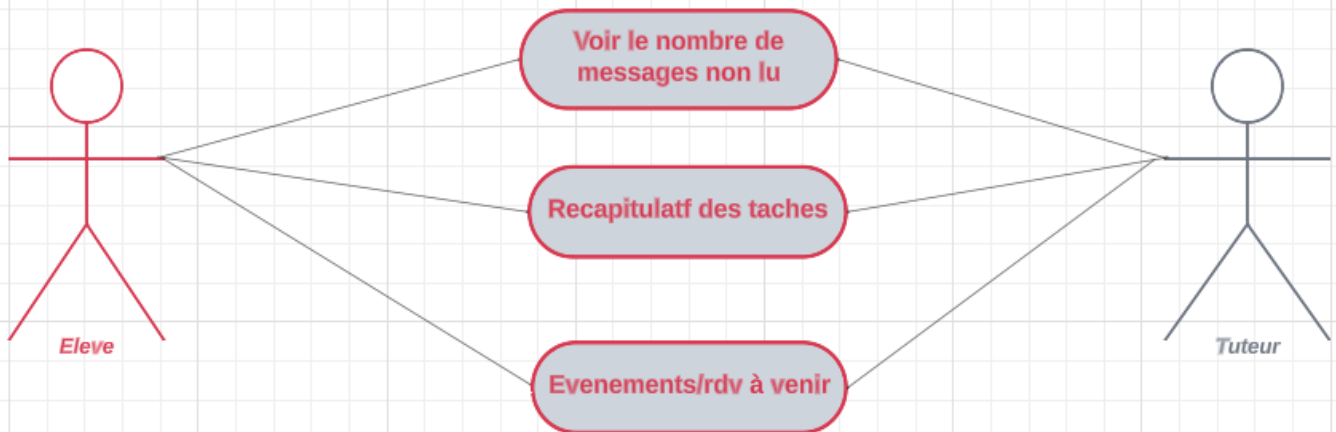 Voir le nombre de
messages non lu
Recapitulatf des taches
Eleve
Tuteur
Evenements/rdv à venir